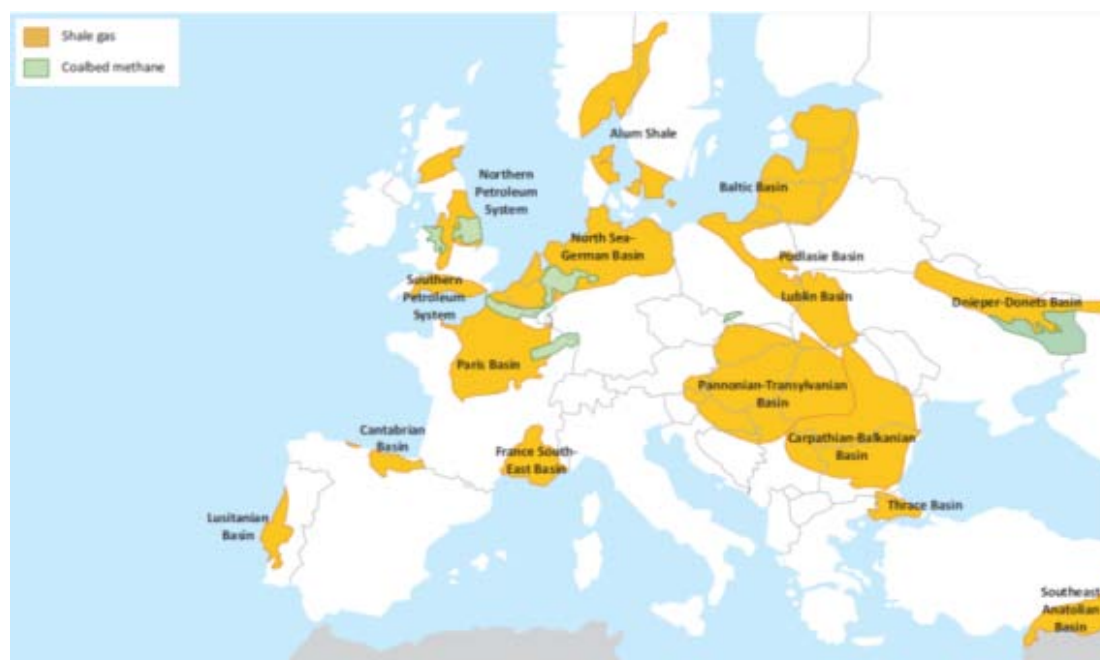 Shale gas
Coalbed methane
Alum Shale
Northern
Petroleum
System
Baltic Basin
North Sea-
German Basin
Podlasie Basin
Southern
Petroleum
System
Lublin Basin
Dnieper-Donets Basin
Paris Basin
Pannonian-Transylvanian
Basin
Cantabrian
Basin
France South-
East Basin
Carpathian-Balkanian
Basin
Lusitanian
Basin
Thrace Basin
Southeast
Anatolian
Basin